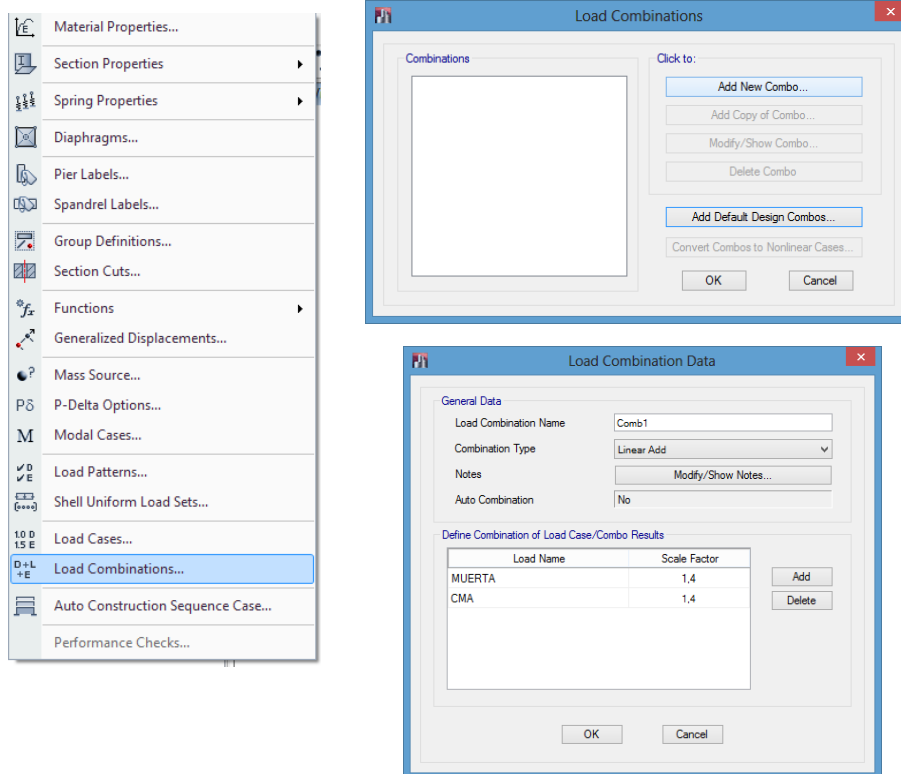 Material Properties...
Section Properties
Spring Properties
Diaphragms...
Pier Labels...
Spandrel Labels...
Group Definitions...
Section Cuts...
Functions
Generalized Displacements...
Mass Source...
P-Delta Options...
Modal Cases...
Load Patterns...
Shell Uniform Load Sets...
Load Cases...
Load Combinations...
Auto Construction Sequence Case...
Performance Checks...
E
fx
?
Pδ
M
D
E
1.0 D
1.5 E
D+L
+E
Load Combinations
Combinations
Click to:
Add New Combo...
Add Copy of Combo...
Modify/Show Combo...
Delete Combo
Add Default Design Combos...
Convert Combos to Nonlinear Cases...
OK Cancel
Load Combination Data
General Data
Load Combination Name Comb1
Combination Type Linear Add
Notes Modify/Show Notes...
Auto Combination No
Define Combination of Load Case/Combo Results
Load Name Scale Factor
MUERTA 1,4 Add
CMA 1,4 Delete
OK Cancel